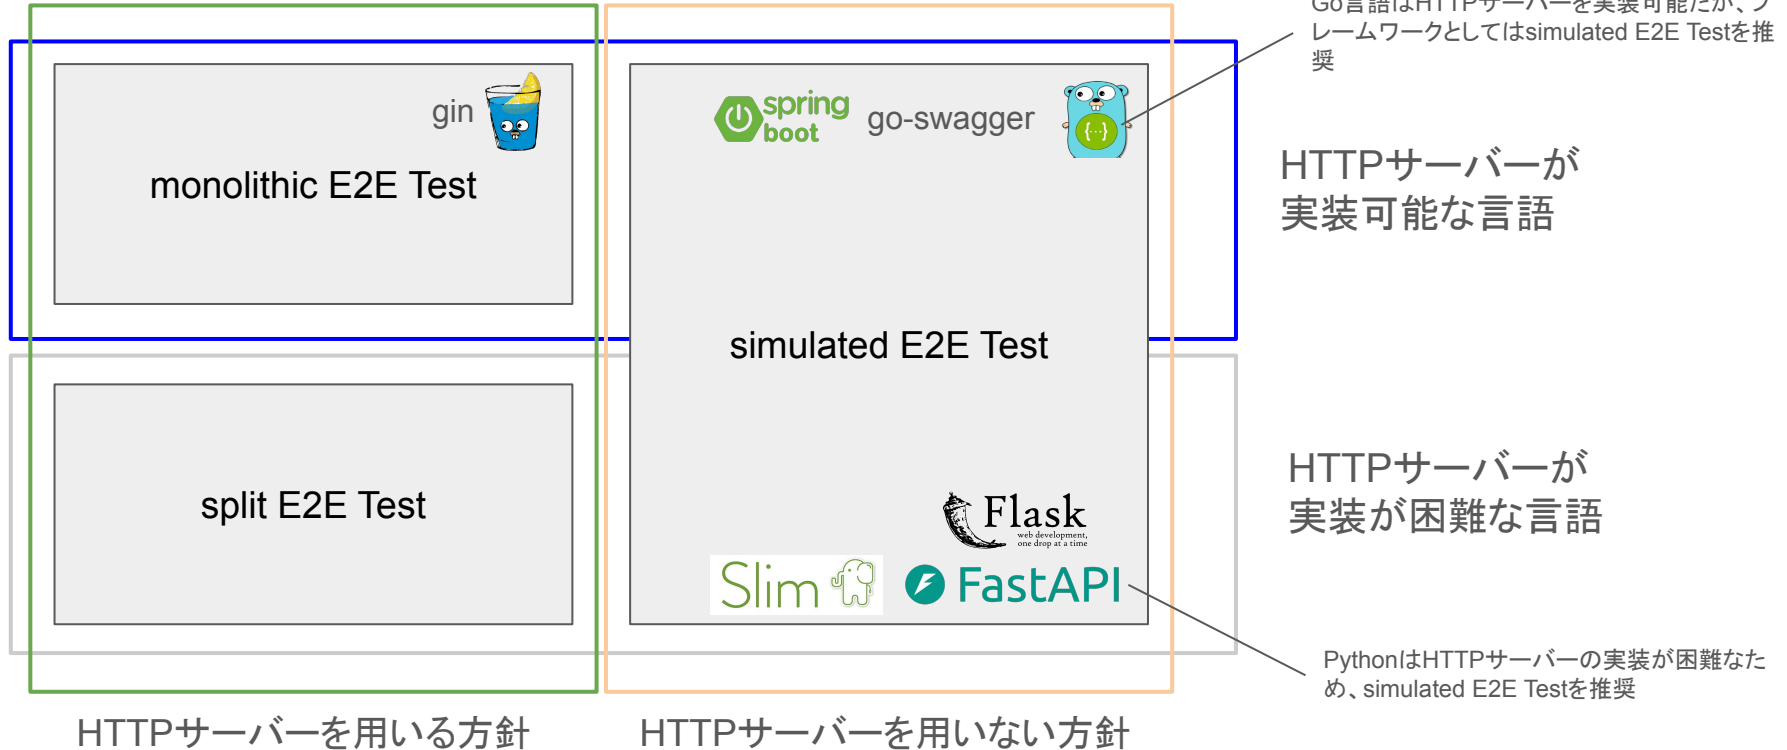 Go言語はHTTPサーバーを実装可能だが、フ
レームワークとしてはsimulated E2E Testを推
奨
gin
spring
boot
go-swagger
{...}
monolithic E2E Test
HTTPサーバーが
実装可能な言語
simulated E2E Test
split E2E Test
HTTPサーバーが
実装が困難な言語
Flask
web development,
one drop at a time
Slim
FastAPI
PythonはHTTPサーバーの実装が困難なた
め、simulated E2E Testを推奨
HTTPサーバーを用いる方針
HTTPサーバーを用いない方針